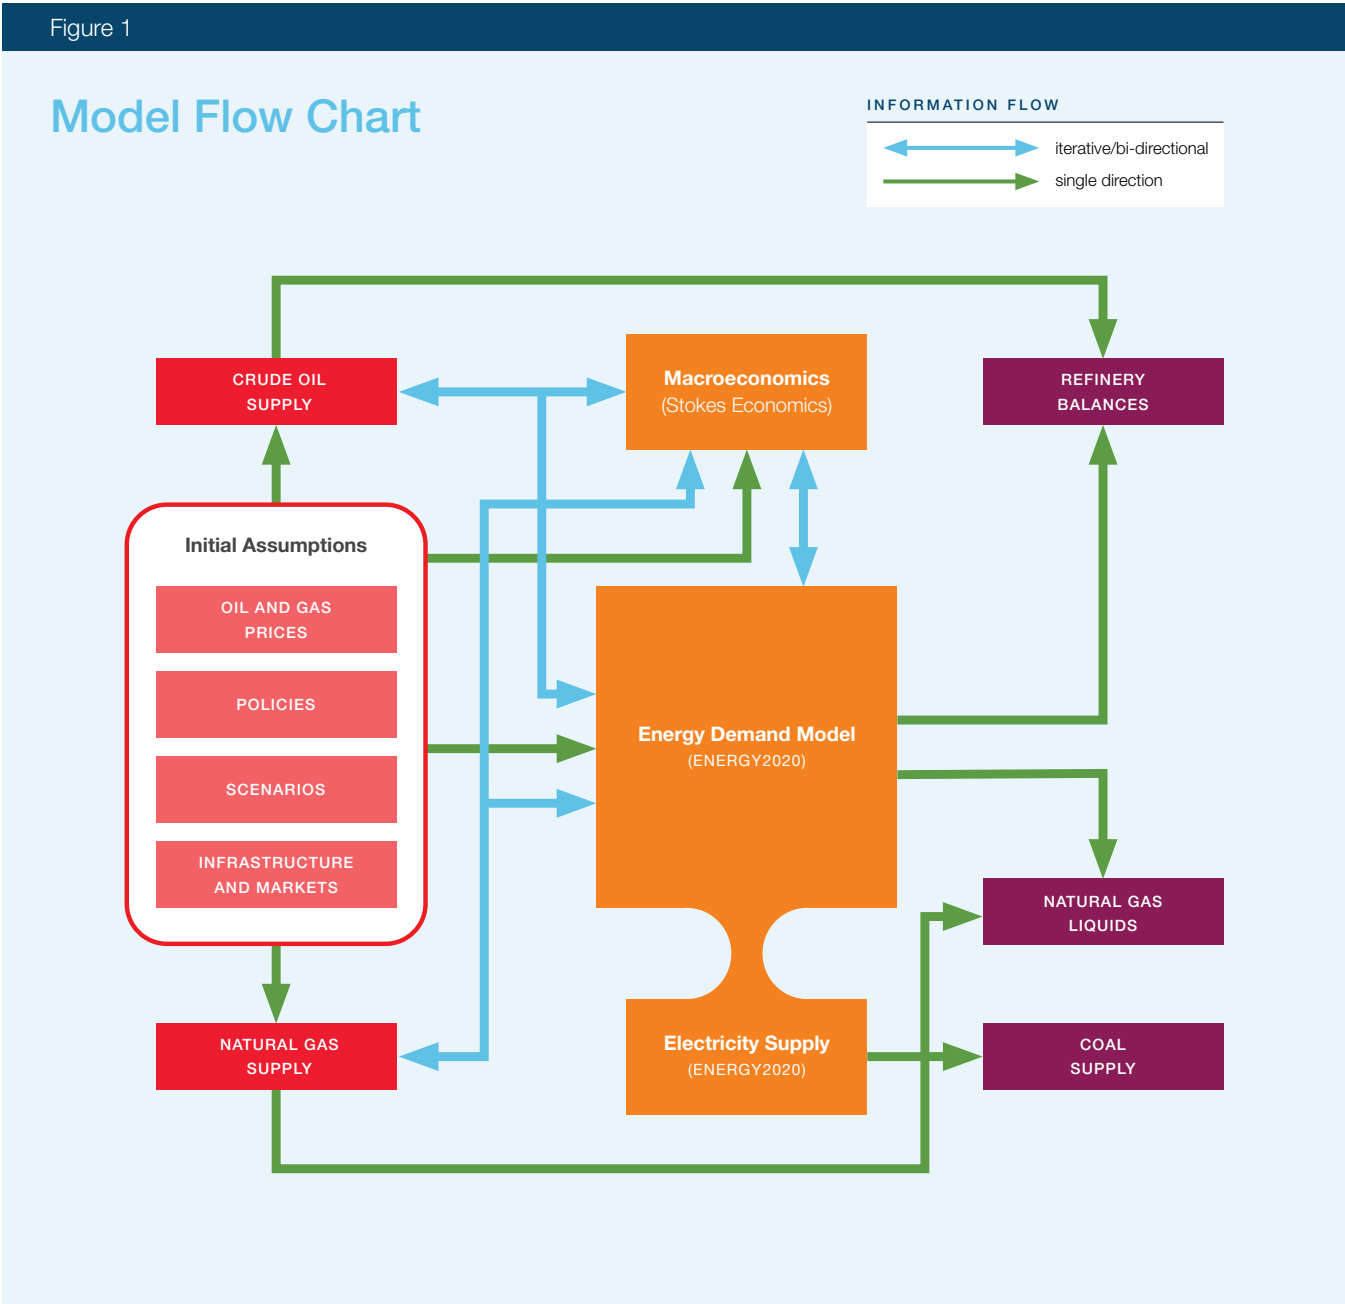 Figure 1
Model Flow Chart
INFORMATION FLOW
iterative/bi-directional
single direction
CRUDE OIL
SUPPLY
Macroeconomics
(Stokes Economics)
REFINERY
BALANCES
Initial Assumptions
OIL AND GAS
PRICES
POLICIES
SCENARIOS
INFRASTRUCTURE
AND MARKETS
Energy Demand Model
(ENERGY2020)
NATURAL GAS
LIQUIDS
NATURAL GAS
SUPPLY
Electricity Supply
(ENERGY2020)
COAL
SUPPLY